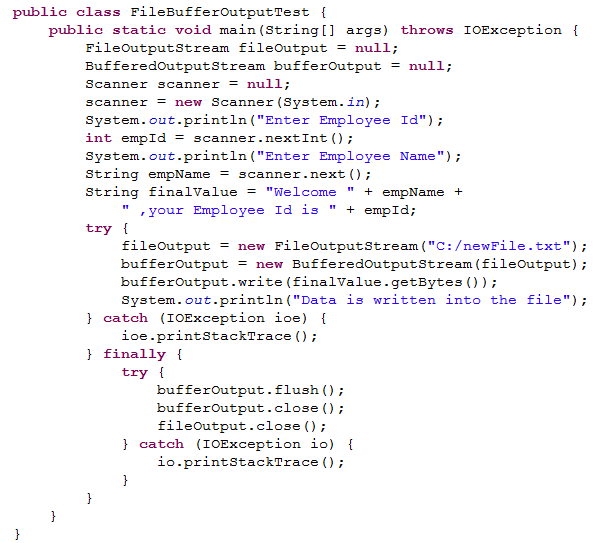 public class FileBufferOutputTest {
    public static void main(String[] args) throws IOException {
        FileOutputStream fileOutput = null;
        BufferedOutputStream bufferOutput = null;
        Scanner scanner = null;
        scanner = new Scanner(System.in);
        System.out.println("Enter Employee Id");
        int empId = scanner.nextInt();
        System.out.println("Enter Employee Name");
        String empName = scanner.next();
        String finalValue = "Welcome " + empName +
            " ,your Employee Id is " + empId;
        try {
            fileOutput = new FileOutputStream("C:/newFile.txt");
            bufferOutput = new BufferedOutputStream(fileOutput);
            bufferOutput.write(finalValue.getBytes());
            System.out.println("Data is written into the file");
        } catch (IOException ioe) {
            ioe.printStackTrace();
        } finally {
            try {
                bufferOutput.flush();
                bufferOutput.close();
                fileOutput.close();
            } catch (IOException io) {
                io.printStackTrace();
            }
        }
    }
}